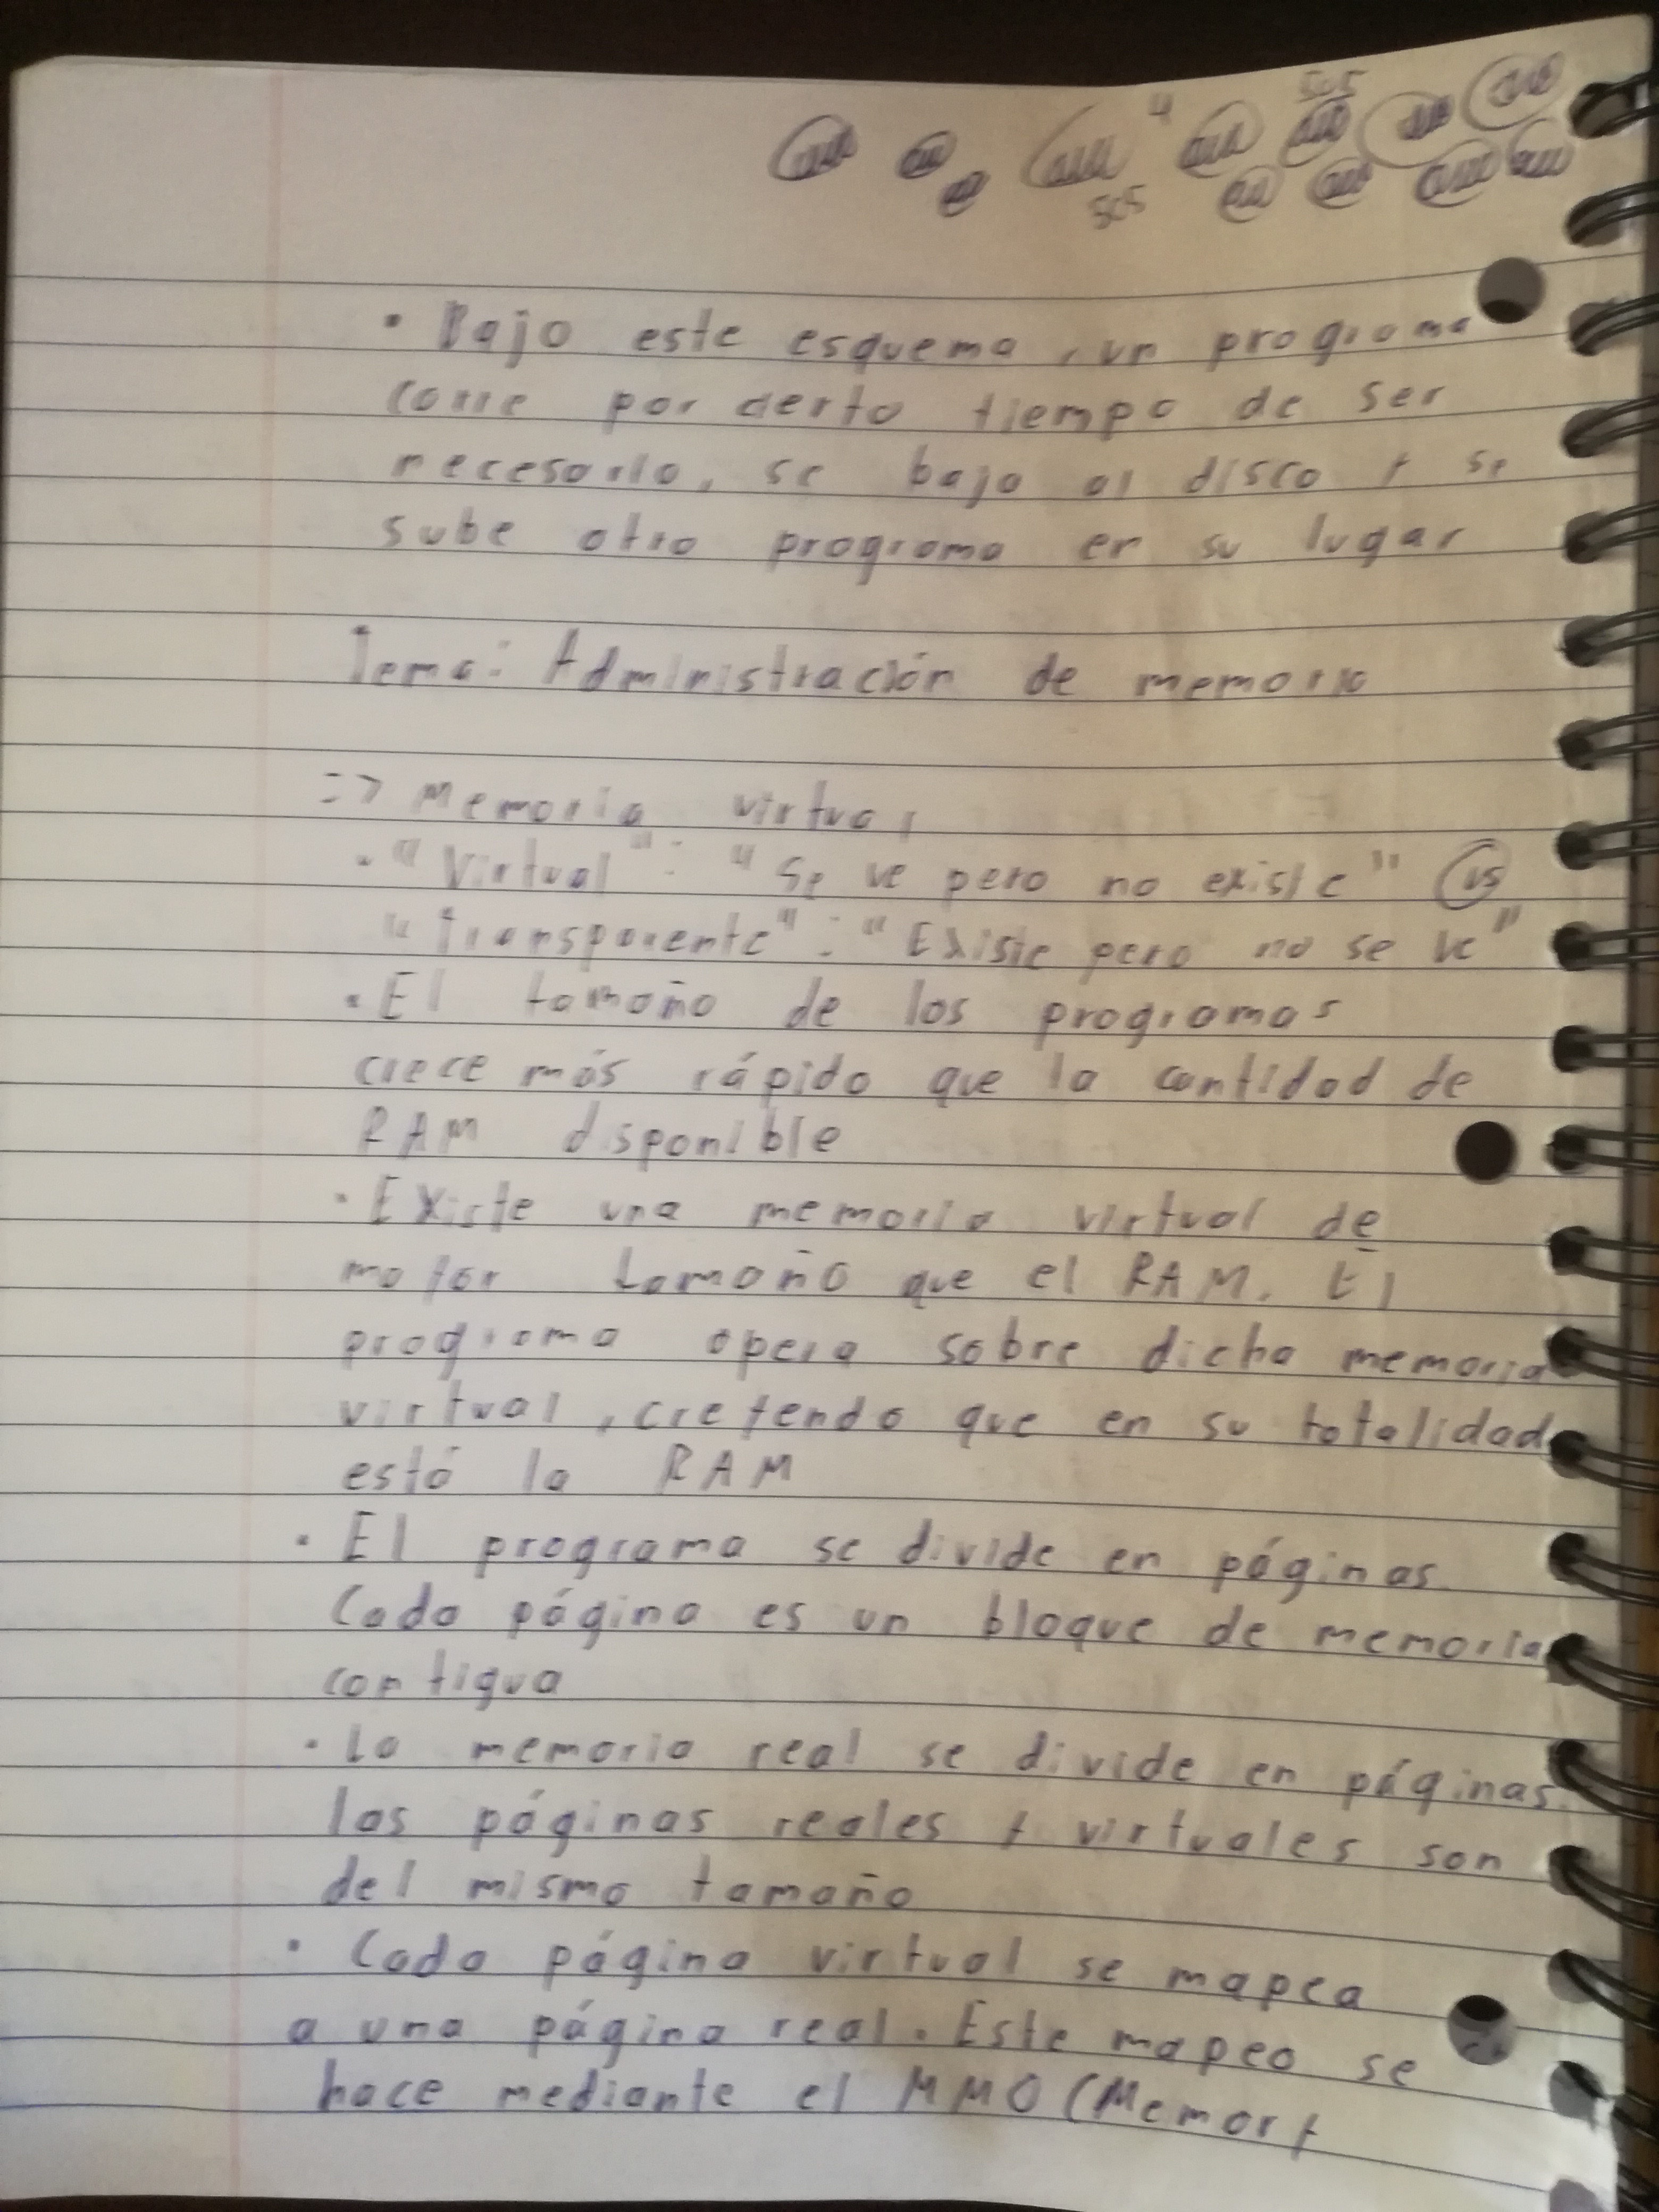 SOS
SOS
• Bajo este esquema, un programa
corre por cierto tiempo de ser
necesario, se baja al disco y se
sube otro programa en su lugar
Tema: Administración de memoria
=> Memoria virtual
• "Virtual": "Se ve pero no existe" vs
"Transparente": "Existe pero no se ve"
• El tamaño de los programas
crece más rápido que la cantidad de
RAM disponible
• Existe una memoria virtual de
mayor tamaño que el RAM. El
programa opera sobre dicha memoria
virtual, creyendo que en su totalidad
está la RAM
• El programa se divide en páginas.
Cada página es un bloque de memoria
contigua
• La memoria real se divide en páginas.
las páginas reales y virtuales son
del mismo tamaño
• Cada página virtual se mapea
a una página real. Este mapeo se
hace mediante el MMO (Memory